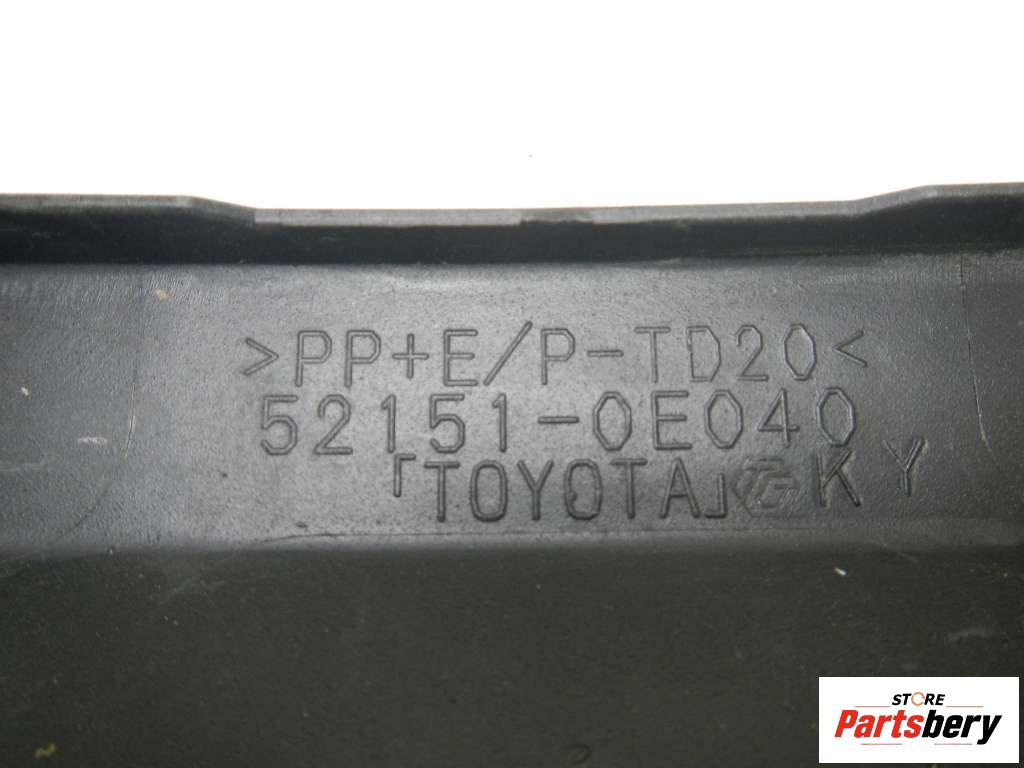 >PP+E/P-TD20<
52151-0E040
「TOYOTA」 K Y
STORE
Partsbery